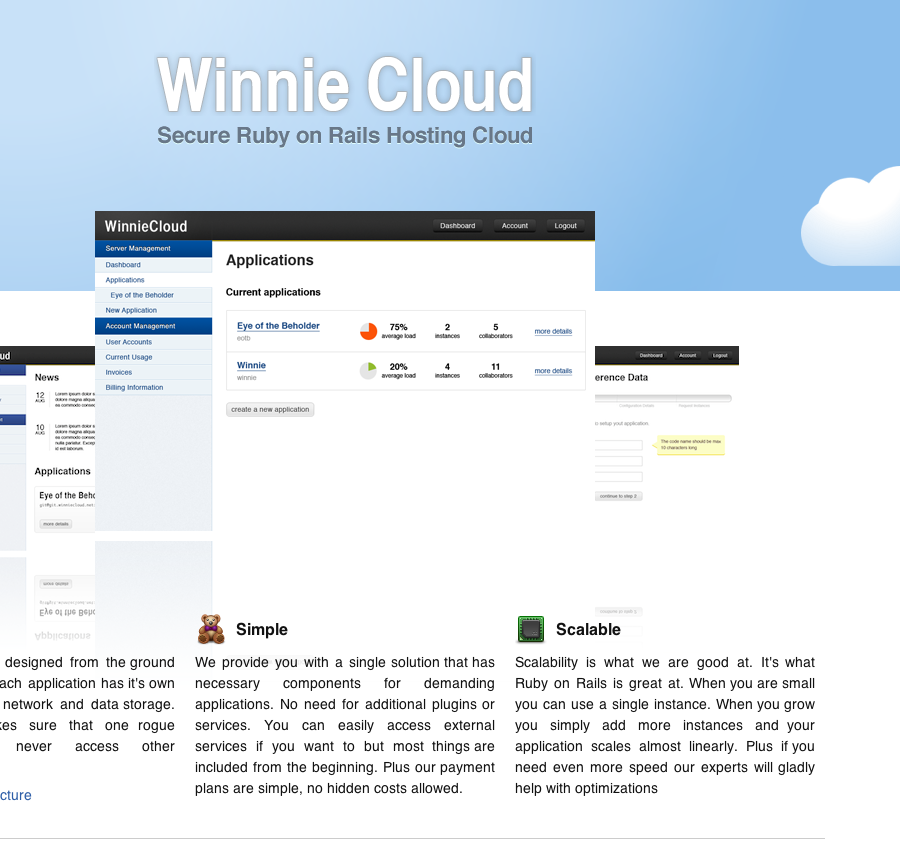 Winnie Cloud
Secure Ruby on Rails Hosting Cloud
WinnieCloud
Dashboard Account Logout
Server Management
Dashboard
Applications
Eye of the Beholder
New Application
Account Management
User Accounts
Current Usage
Invoices
Billing Information
Applications
Current applications
Eye of the Beholder
eotb
75%
average load
2
instances
5
collaborators
more details
Winnie
winnie
20%
average load
4
instances
11
collaborators
more details
create a new application
oud
News
12
AUG
Lorem ipsum dolor s
dolore magna aliqua
ea commodo consec
10
AUG
Lorem ipsum dolor s
dolore magna aliqua
ea commodo consec
nulla pariatur. Excep
id est laborum.
Applications
Eye of the Beho
more details
Dashboard Account Logout
erence Data
Configuration Details Request Instances
to setup your application.
The code name should be max
10 characters long
continue to step 2
designed from the ground
ach application has it's own
network and data storage.
kes sure that one rogue
never access other
cture
Simple
We provide you with a single solution that has
necessary components for demanding
applications. No need for additional plugins or
services. You can easily access external
services if you want to but most things are
included from the beginning. Plus our payment
plans are simple, no hidden costs allowed.
Scalable
Scalability is what we are good at. It's what
Ruby on Rails is great at. When you are small
you can use a single instance. When you grow
you simply add more instances and your
application scales almost linearly. Plus if you
need even more speed our experts will gladly
help with optimizations